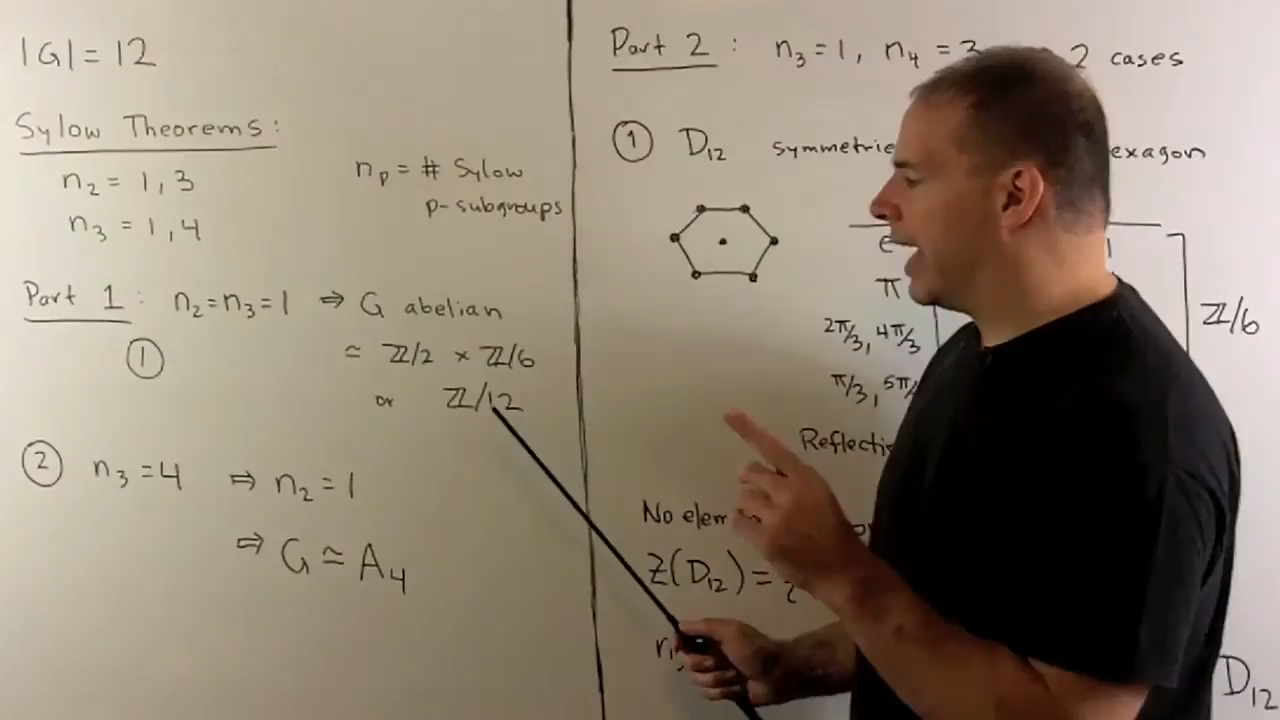 |G| = 12
Sylow Theorems:
n₂ = 1, 3
n₃ = 1, 4
nₚ = # Sylow
p-subgroups
Part 1: n₂ = n₃ = 1 ⇒ G abelian
①
≃ ℤ/2 × ℤ/6
or ℤ/12
② n₃ = 4 ⇒ n₂ = 1
⇒ G ≃ A₄
Part 2: n₃ = 1, n₄ = 3 2 cases
① D₁₂ symmetrie exagon
e 1
π
2π/3, 4π/3
π/3, 5π
ℤ/6
Reflecti
No elem
Z(D₁₂) =
D₁₂